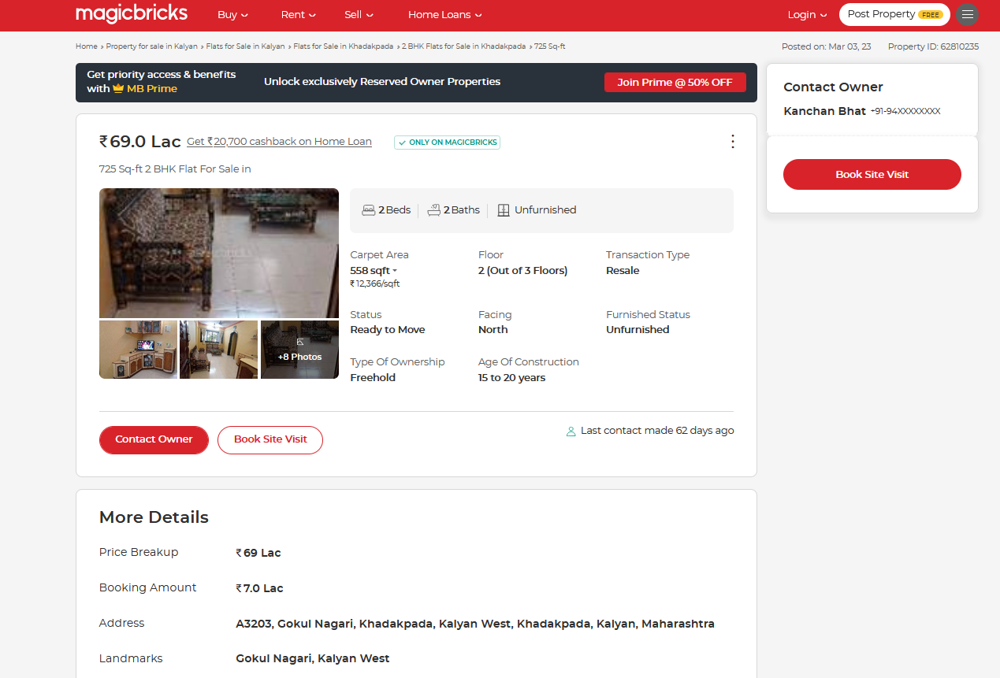 magicbricks
Buy
Rent
Sell
Home Loans
Login
Post Property FREE
Home › Property for sale in Kalyan › Flats for Sale in Kalyan › Flats for Sale in Khadakpada › 2 BHK Flats for Sale in Khadakpada › 725 Sq-ft
Posted on: Mar 03, 23
Property ID: 62810235
Get priority access & benefits
with MB Prime
Unlock exclusively Reserved Owner Properties
Join Prime @ 50% OFF
Contact Owner
Kanchan Bhat +91-94XXXXXXXX
Book Site Visit
₹69.0 Lac Get ₹20,700 cashback on Home Loan
ONLY ON MAGICBRICKS
725 Sq-ft 2 BHK Flat For Sale in
2 Beds
2 Baths
Unfurnished
Carpet Area
558 sqft
₹12,366/sqft
Floor
2 (Out of 3 Floors)
Transaction Type
Resale
Status
Ready to Move
Facing
North
Furnished Status
Unfurnished
Type Of Ownership
Freehold
Age Of Construction
15 to 20 years
+8 Photos
Contact Owner
Book Site Visit
Last contact made 62 days ago
More Details
Price Breakup
₹69 Lac
Booking Amount
₹7.0 Lac
Address
A3203, Gokul Nagari, Khadakpada, Kalyan West, Khadakpada, Kalyan, Maharashtra
Landmarks
Gokul Nagari, Kalyan West